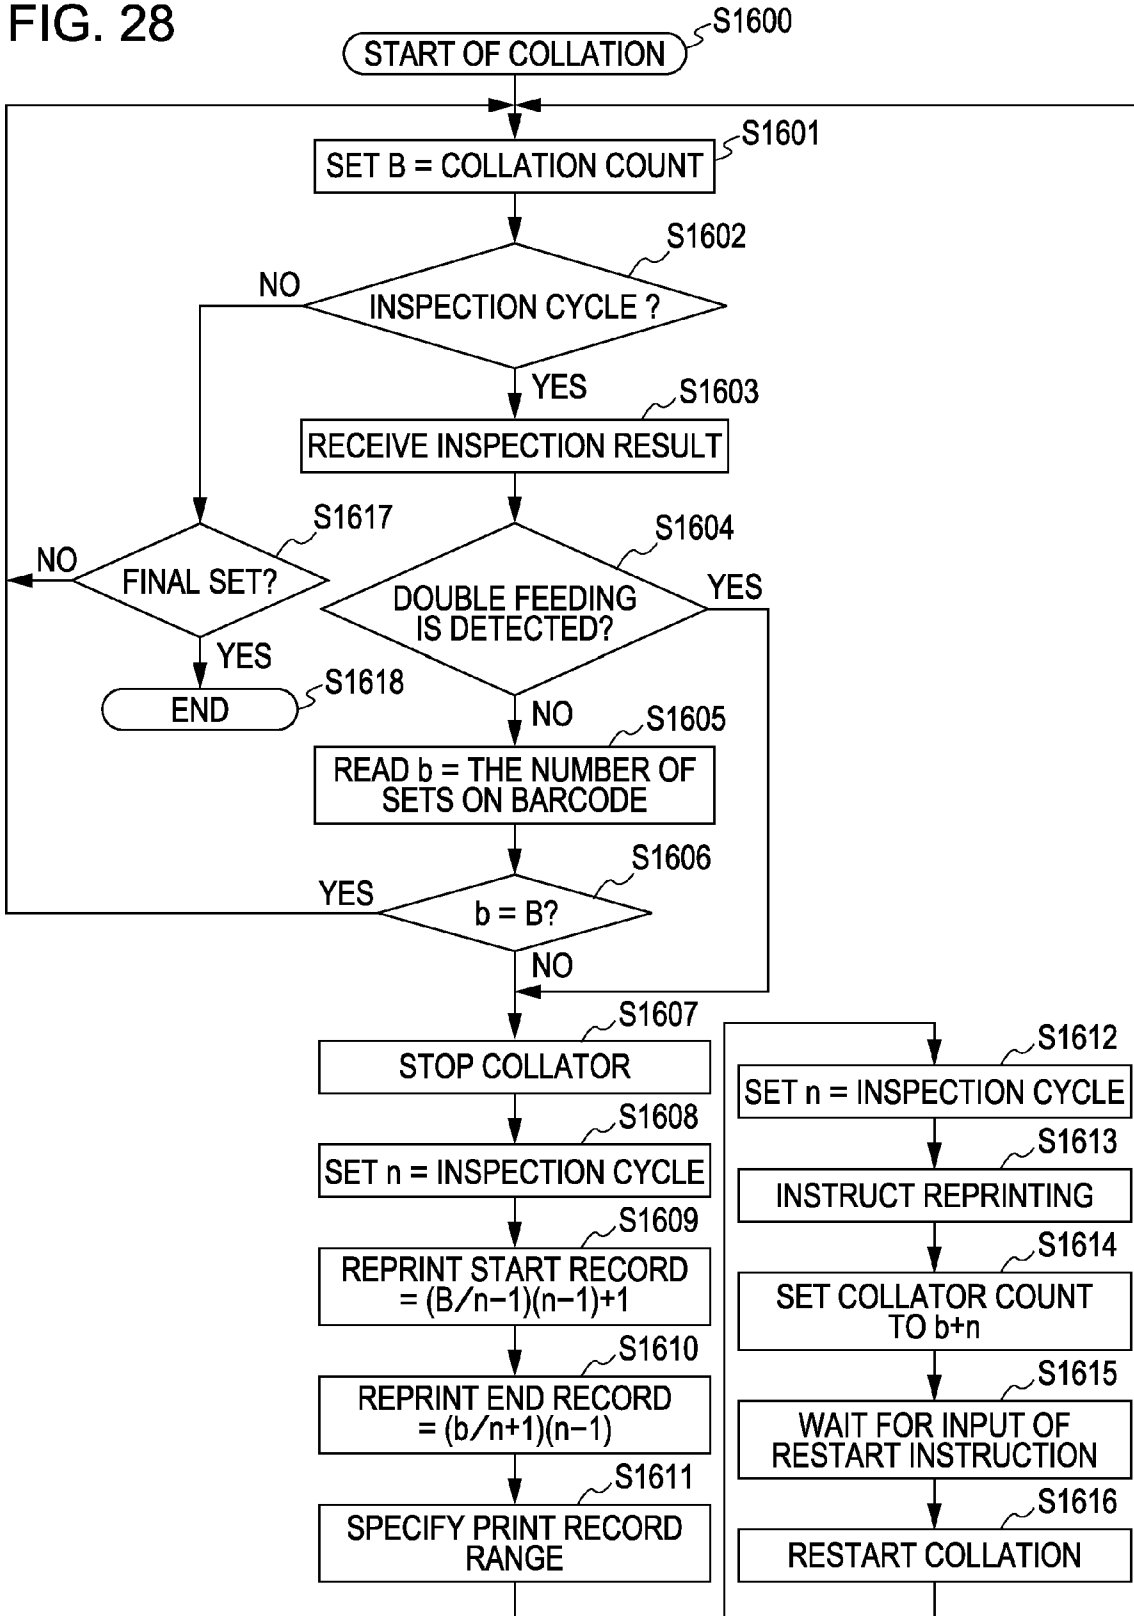 FIG. 28
START OF COLLATION
S1600
SET B = COLLATION COUNT
S1601
S1602
INSPECTION CYCLE ?
NO
YES
S1603
RECEIVE INSPECTION RESULT
S1617
FINAL SET?
NO
YES
S1618
END
S1604
DOUBLE FEEDING
IS DETECTED?
YES
NO
S1605
READ b = THE NUMBER OF
SETS ON BARCODE
S1606
b = B?
YES
NO
S1607
STOP COLLATOR
S1608
SET n = INSPECTION CYCLE
S1609
REPRINT START RECORD
= (B/n−1)(n−1)+1
S1610
REPRINT END RECORD
= (b/n+1)(n−1)
S1611
SPECIFY PRINT RECORD
RANGE
S1612
SET n = INSPECTION CYCLE
S1613
INSTRUCT REPRINTING
S1614
SET COLLATOR COUNT
TO b+n
S1615
WAIT FOR INPUT OF
RESTART INSTRUCTION
S1616
RESTART COLLATION